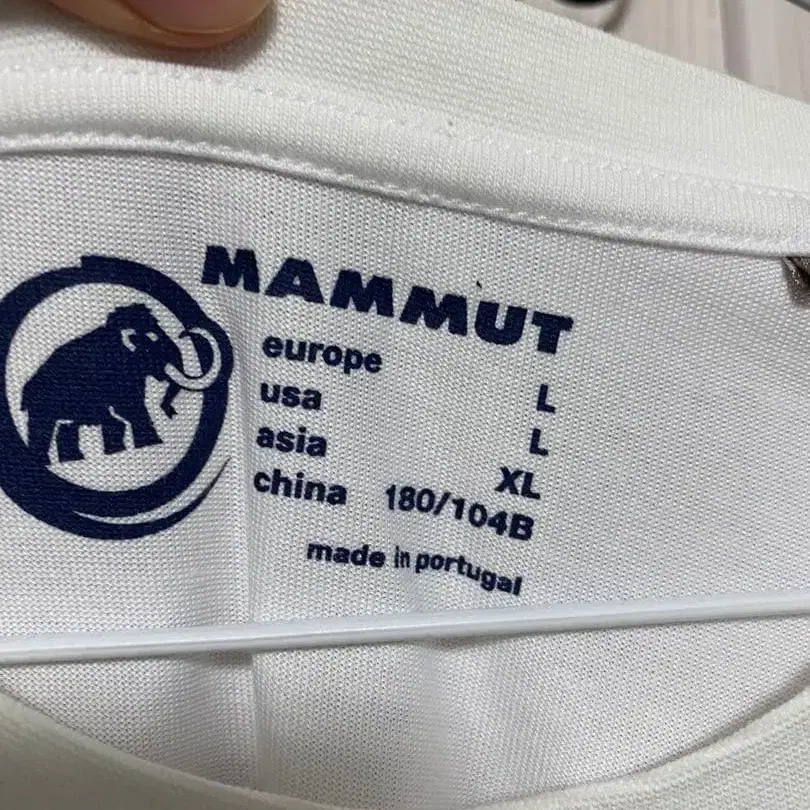 MAMMUT
europe L
usa L
asia XL
china 180/104B
made in portugal